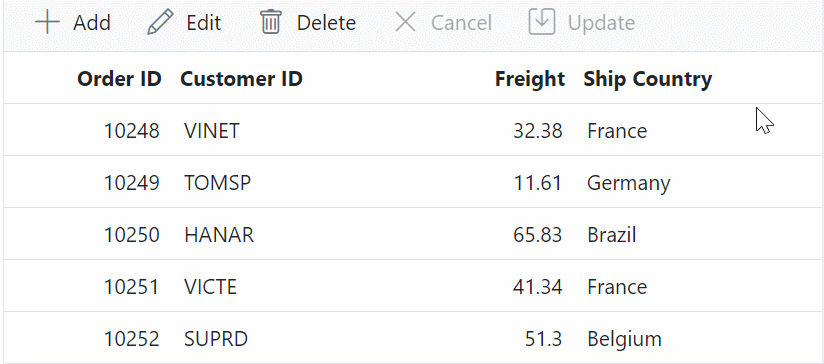 Add Edit Delete Cancel Update
Order ID Customer ID Freight Ship Country
10248 VINET 32.38 France
10249 TOMSP 11.61 Germany
10250 HANAR 65.83 Brazil
10251 VICTE 41.34 France
10252 SUPRD 51.3 Belgium